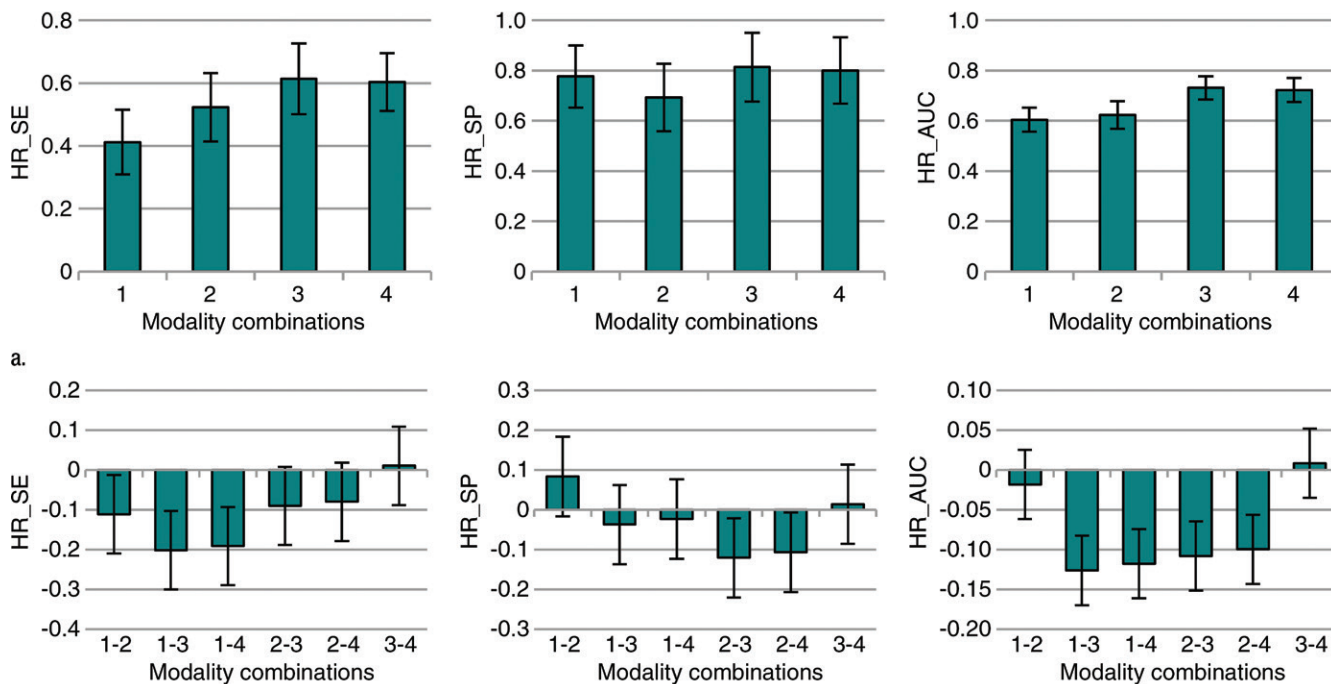 HR_SE
0.8
0.6
0.4
0.2
0
1 2 3 4
Modality combinations
HR_SP
1.0
0.8
0.6
0.4
0.2
0
1 2 3 4
Modality combinations
HR_AUC
1.0
0.8
0.6
0.4
0.2
0
1 2 3 4
Modality combinations
a.
HR_SE
0.2
0.1
0
-0.1
-0.2
-0.3
-0.4
1-2 1-3 1-4 2-3 2-4 3-4
Modality combinations
HR_SP
0.3
0.2
0.1
0
-0.1
-0.2
-0.3
1-2 1-3 1-4 2-3 2-4 3-4
Modality combinations
HR_AUC
0.10
0.05
0
-0.05
-0.10
-0.15
-0.20
1-2 1-3 1-4 2-3 2-4 3-4
Modality combinations